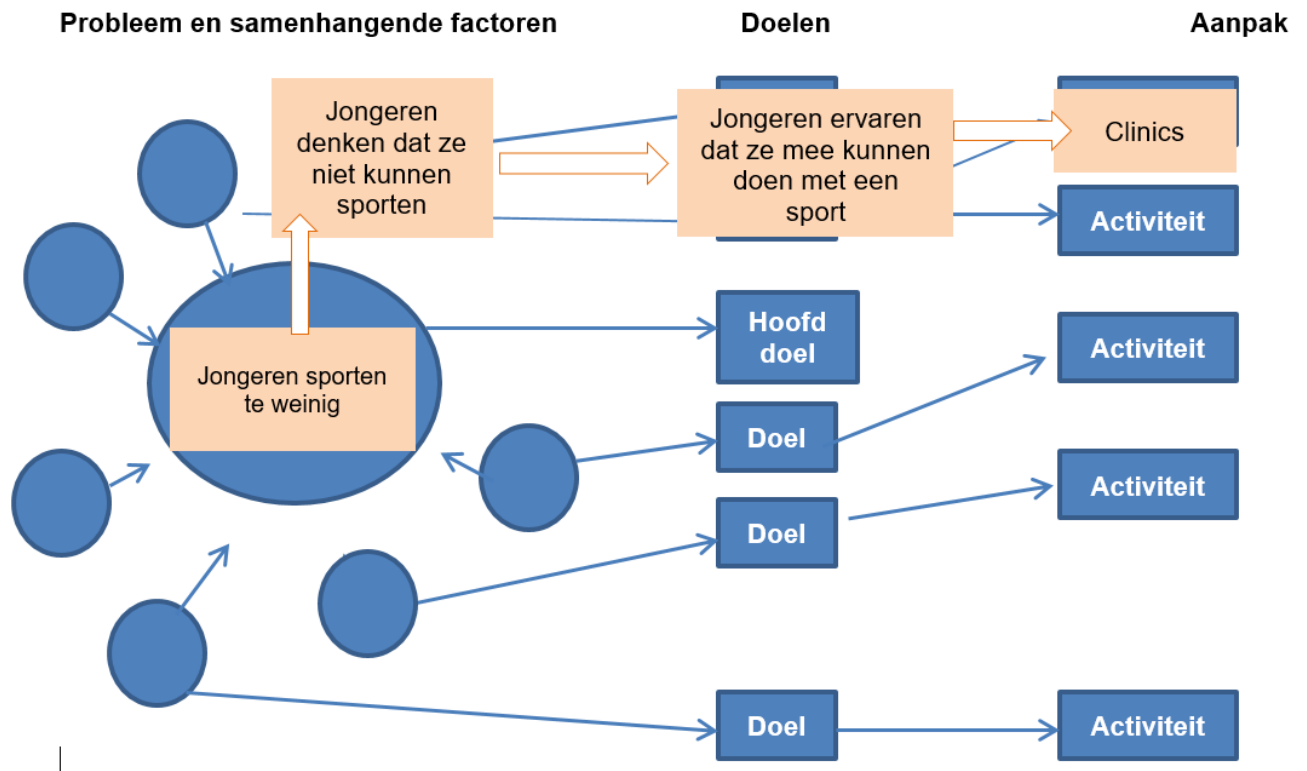 Probleem en samenhangende factoren
Doelen
Aanpak
Jongeren
denken dat ze
niet kunnen
sporten
Jongeren ervaren
dat ze mee kunnen
doen met een
sport
Clinics
Activiteit
Jongeren sporten
te weinig
Hoofd
doel
Activiteit
Doel
Activiteit
Doel
Doel
Activiteit